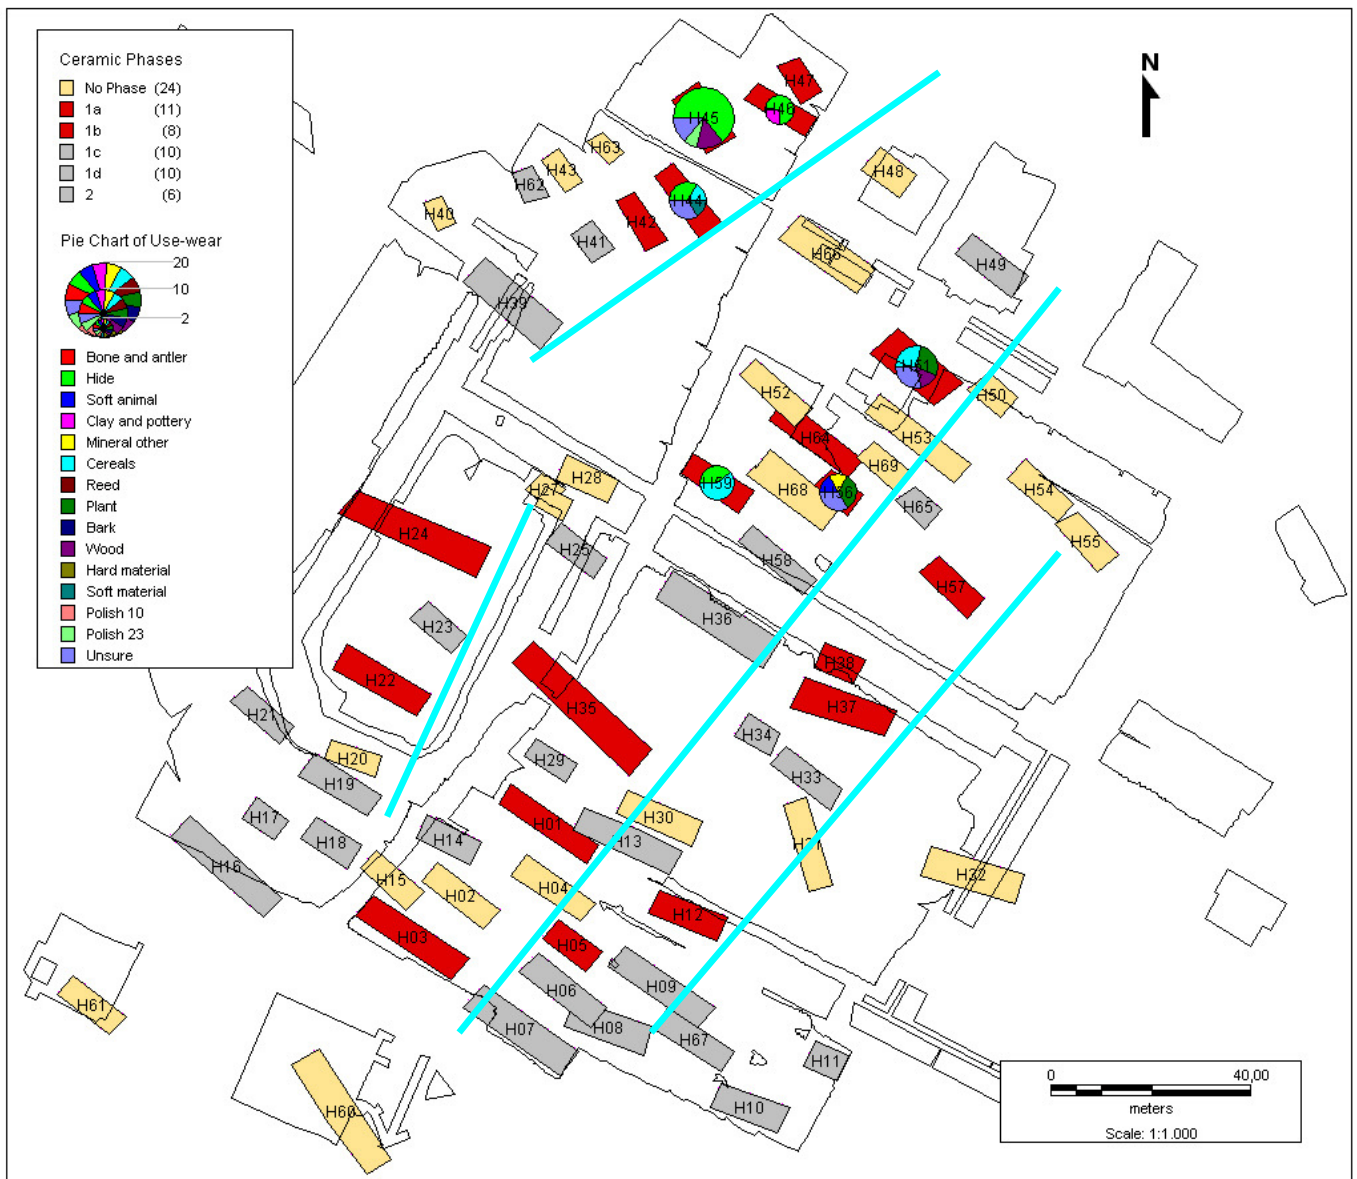 Ceramic Phases
No Phase (24)
1a (11)
1b (8)
1c (10)
1d (10)
2 (6)
Pie Chart of Use-wear
20
10
2
Bone and antler
Hide
Soft animal
Clay and pottery
Mineral other
Cereals
Reed
Plant
Bark
Wood
Hard material
Soft material
Polish 10
Polish 23
Unsure
N
H47
H46
H45
H63
H43
H62
H48
H44
H40
H42
H41
H66
H49
H39
H51
H52
H50
H64
H53
H69
H28
H27
H59
H68
H56
H54
H65
H24
H25
H55
H58
H57
H36
H23
H38
H22
H35
H37
H21
H34
H20
H29
H33
H19
H17
H01
H30
H14
H18
H13
H31
H16
H15
H02
H04
H32
H12
H03
H05
H06
H09
H61
H07
H08
H67
H11
H60
H10
0 40,00
meters
Scale: 1:1.000